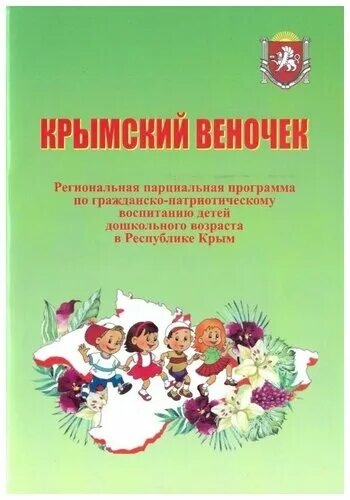 КРЫМСКИЙ ВЕНОЧЕК
Региональная парциальная программа
по гражданско-патриотическому
воспитанию детей
дошкольного возраста
в Республике Крым